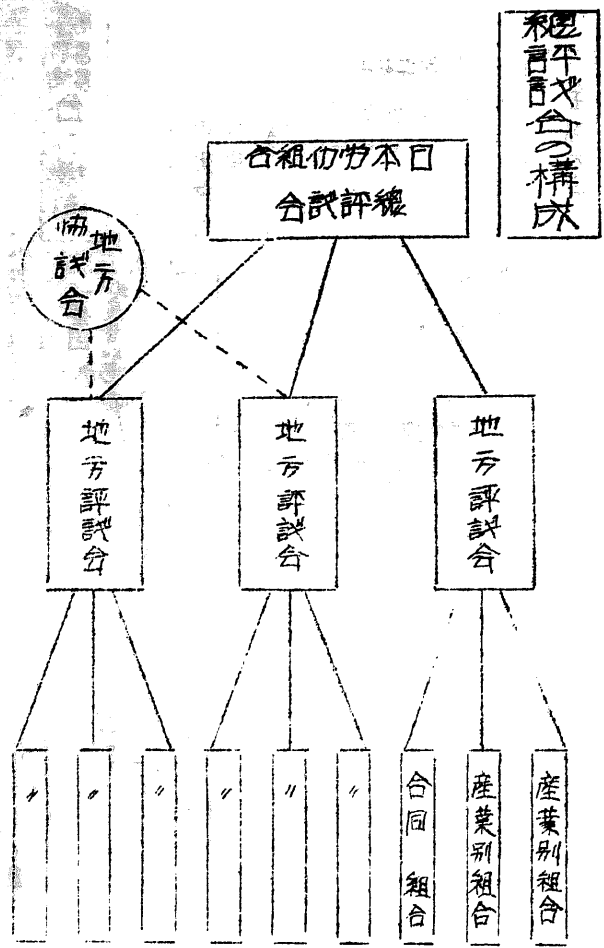 総評議会の構成
日本労仂組合
総評議会
地方
協議会
地方評議会
地方評議会
地方評議会
産業別組合
産業別組合
合同組合
〃
〃
〃
〃
〃
〃